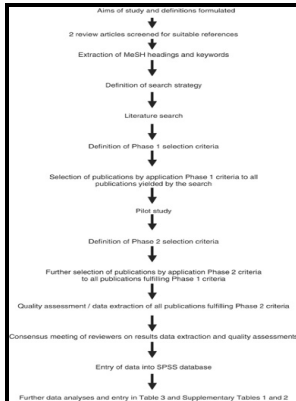 Aims of study and definitions formulated
2 review articles screened for suitable references
Extraction of MeSH headings and keywords
Definition of search strategy
Literature search
Definition of Phase 1 selection criteria
Selection of publications by application Phase 1 criteria to all
publications yielded by the search
Pilot study
Definition of Phase 2 selection criteria
Further selection of publications by application Phase 2 criteria
to all publications fulfilling Phase 1 criteria
Quality assessment / data extraction of all publications fulfilling Phase 2 criteria
Consensus meeting of reviewers on results data extraction and quality assessments
Entry of data into SPSS database
Further data analyses and entry in Table 3 and Supplementary Tables 1 and 2